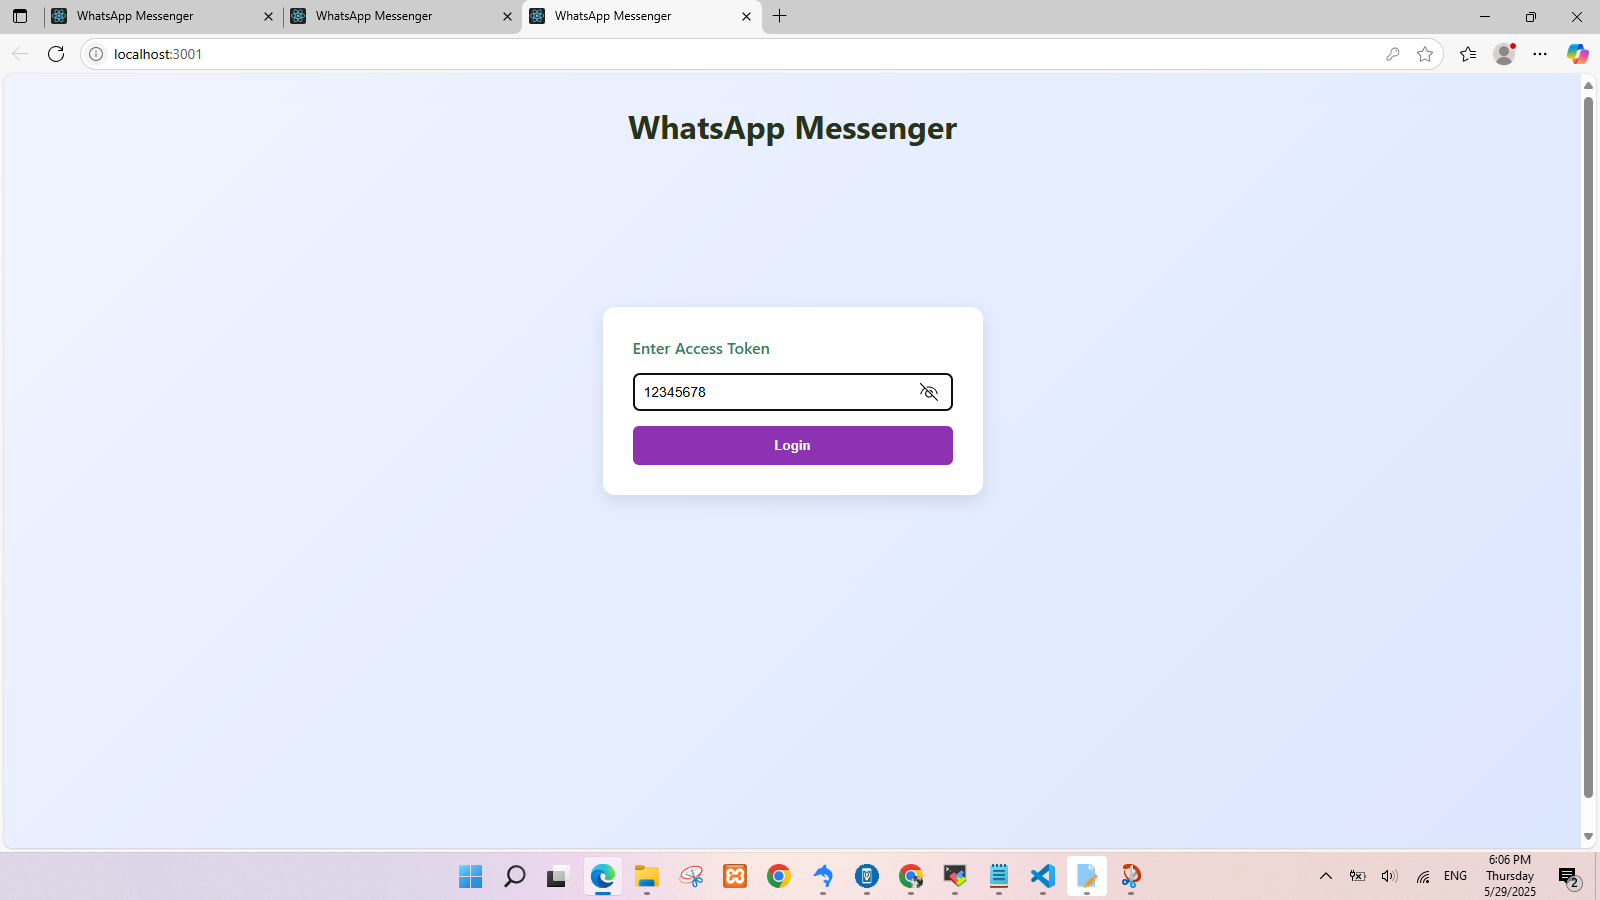 WhatsApp Messenger
WhatsApp Messenger
WhatsApp Messenger
localhost:3001
WhatsApp Messenger
Enter Access Token
12345678
Login
ENG
6:06 PM
Thursday
5/29/2025
2